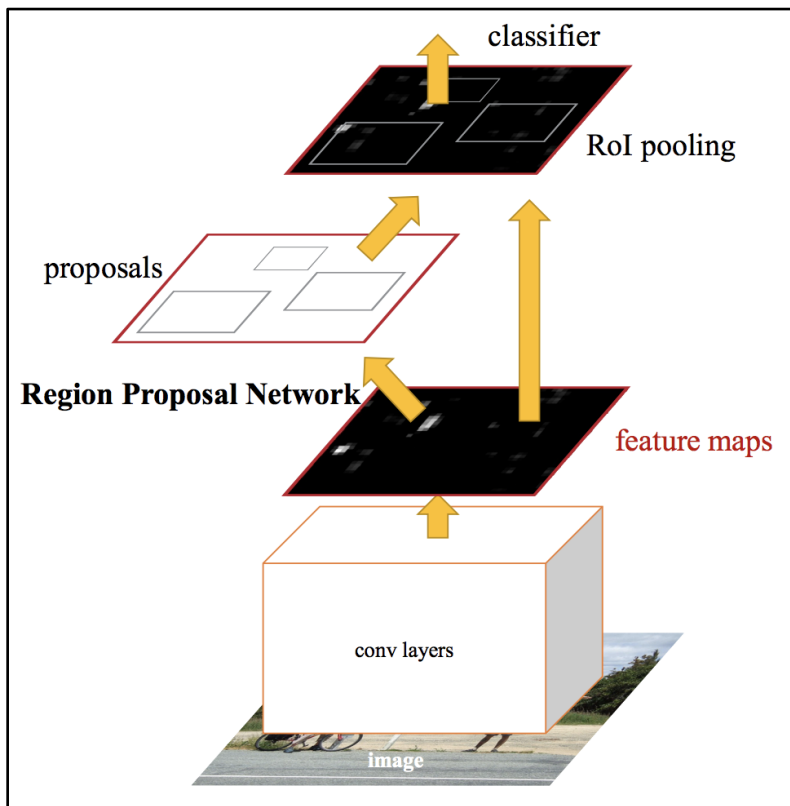 classifier
RoI pooling
proposals
Region Proposal Network
feature maps
conv layers
image